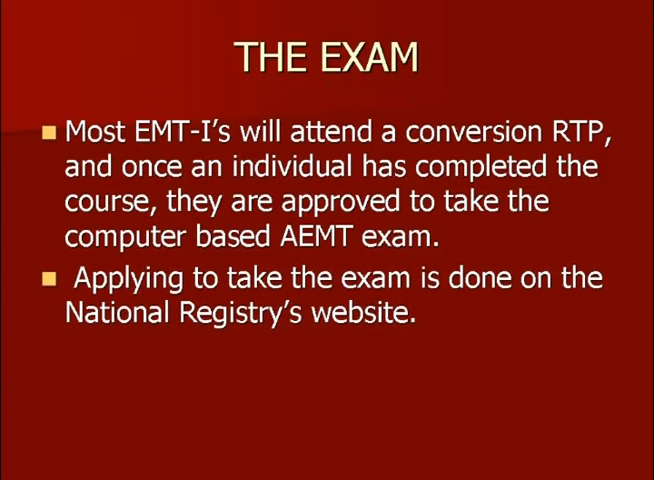 THE EXAM
Most EMT-I's will attend a conversion RTP,
and once an individual has completed the
course, they are approved to take the
computer based AEMT exam.
Applying to take the exam is done on the
National Registry's website.